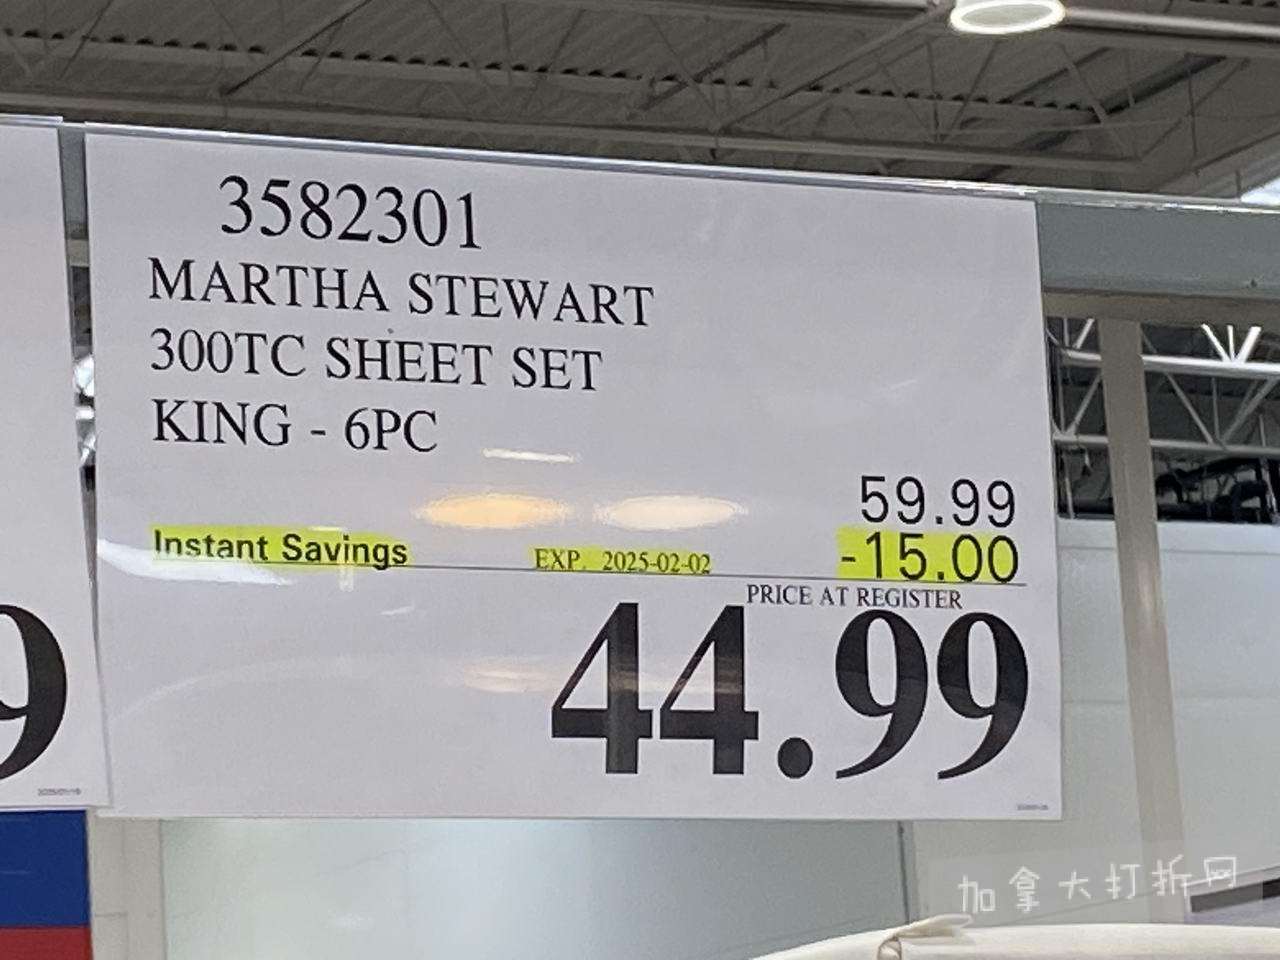 3582301
MARTHA STEWART
300TC SHEET SET
KING - 6PC
59.99
Instant Savings EXP. 2025-02-02 -15.00
PRICE AT REGISTER
44.99
9
加拿大打折网